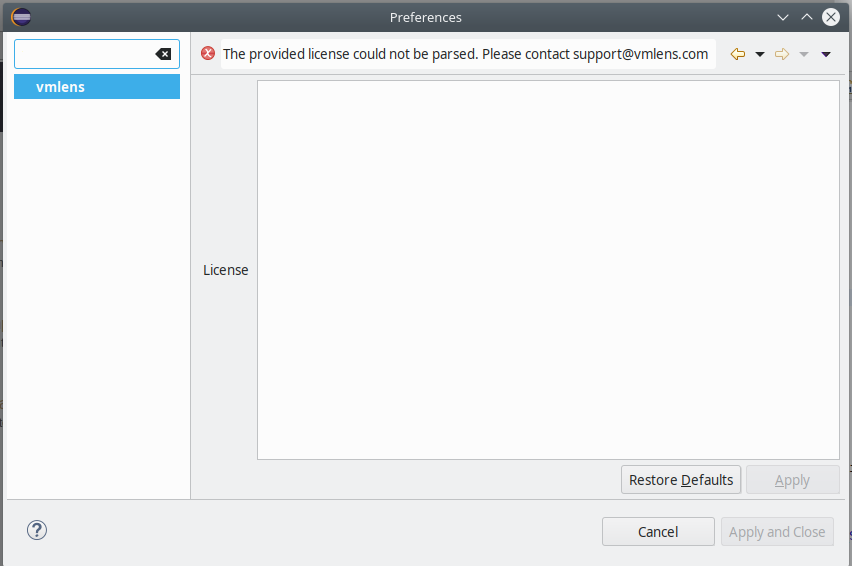 Preferences
The provided license could not be parsed. Please contact support@vmlens.com
vmlens
License
Restore Defaults
Apply
?
Cancel
Apply and Close